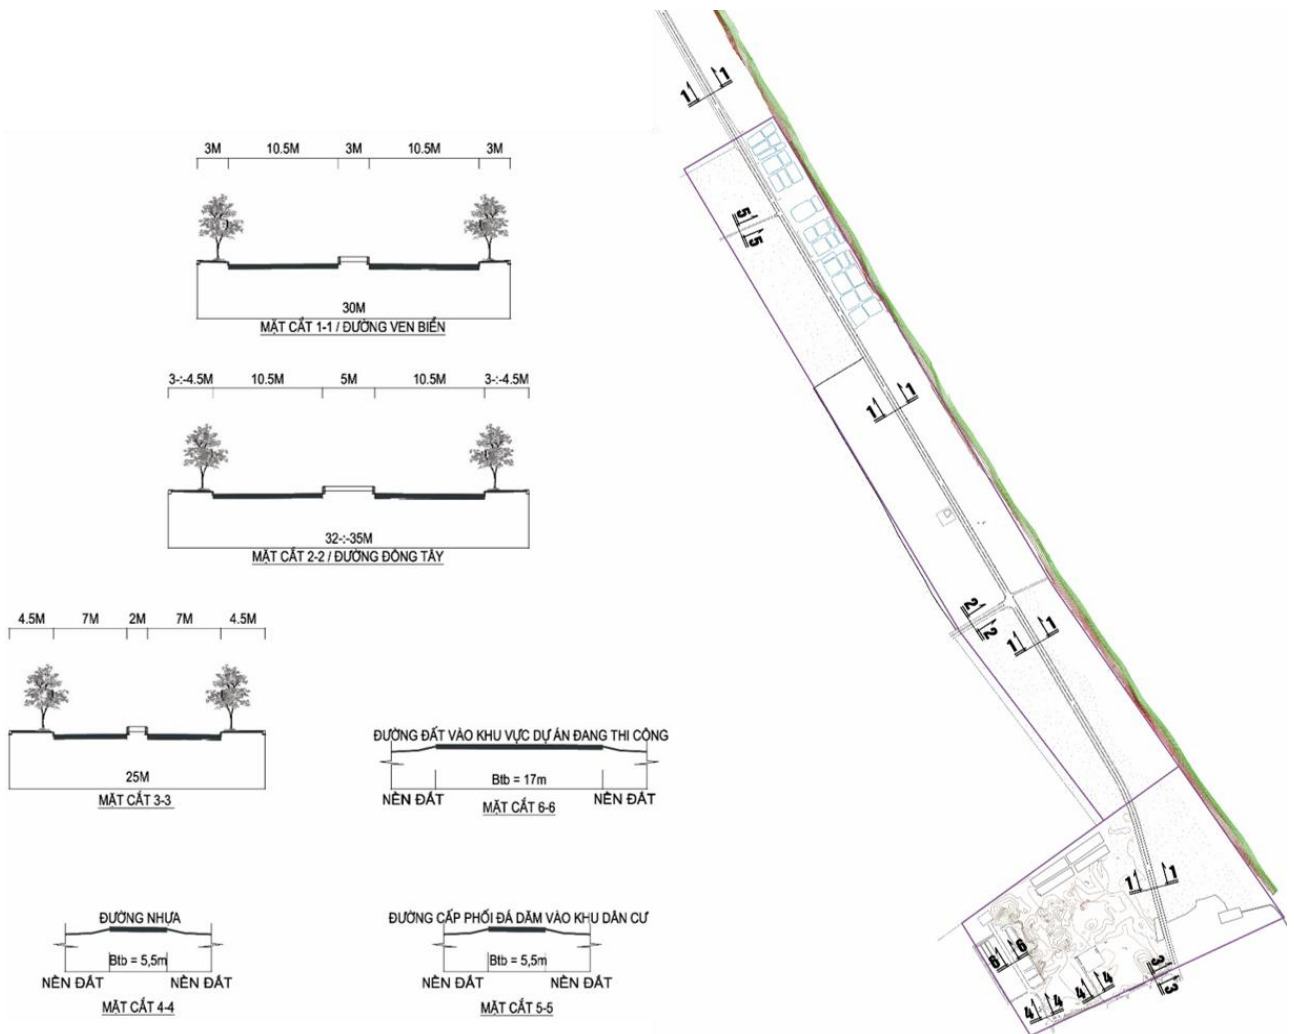 3M 10.5M 3M 10.5M 3M
30M
MẶT CẮT 1-1 / ĐƯỜNG VEN BIỂN
3-:-4.5M 10.5M 5M 10.5M 3-:-4.5M
32-:-35M
MẶT CẮT 2-2 / ĐƯỜNG ĐÔNG TÂY
4.5M 7M 2M 7M 4.5M
25M
MẶT CẮT 3-3
ĐƯỜNG ĐẤT VÀO KHU VỰC DỰ ÁN ĐANG THI CÔNG
Btb = 17m
NỀN ĐẤT NỀN ĐẤT
MẶT CẮT 6-6
ĐƯỜNG NHỰA
Btb = 5,5m
NỀN ĐẤT NỀN ĐẤT
MẶT CẮT 4-4
ĐƯỜNG CẤP PHỐI ĐÁ DĂM VÀO KHU DÂN CƯ
Btb = 5,5m
NỀN ĐẤT NỀN ĐẤT
MẶT CẮT 5-5
1 1
5
5
1 1
2
2
1 1
1 1
6 6
3
3
4 4
4 4